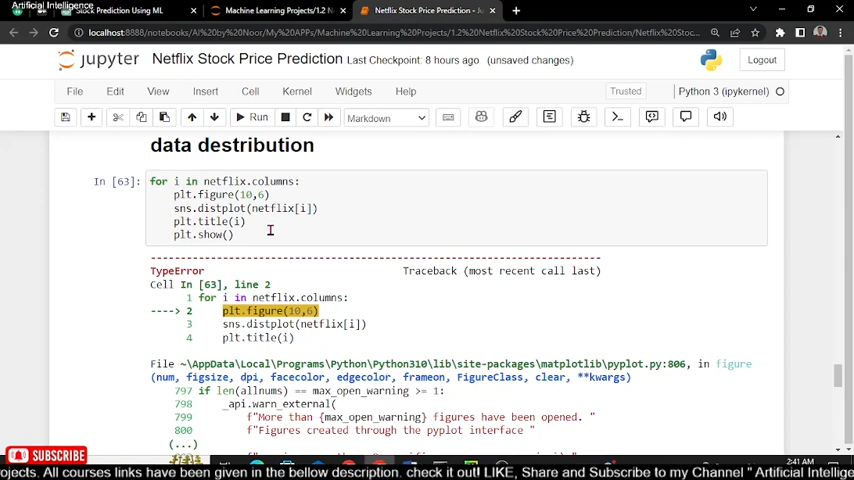 Artificial Intelligence
Stock Prediction Using ML
Machine Learning Projects/1.2 N
Netflix Stock Price Prediction - Ju
localhost:8888/notebooks/AI%20by%20Noor/My%20APPs/Machine%20Learning%20Projects/1.2%20Netflix%20Stock%20Price%20Prediction/Netflix%20Stoc...
jupyter Netflix Stock Price Prediction Last Checkpoint: 8 hours ago (unsaved changes)
Logout
File Edit View Insert Cell Kernel Widgets Help
Trusted
Python 3 (ipykernel)
Run
Markdown
data destribution
In [63]: for i in netflix.columns:
plt.figure(10,6)
sns.distplot(netflix[i])
plt.title(i)
plt.show()
TypeError Traceback (most recent call last)
Cell In [63], line 2
1 for i in netflix.columns:
----> 2 plt.figure(10,6)
3 sns.distplot(netflix[i])
4 plt.title(i)
File ~\AppData\Local\Programs\Python\Python310\lib\site-packages\matplotlib\pyplot.py:806, in figure
(num, figsize, dpi, facecolor, edgecolor, frameon, FigureClass, clear, **kwargs)
797 if len(allnums) == max_open_warning >= 1:
798 _api.warn_external(
799 f"More than {max_open_warning} figures have been opened. "
800 f"Figures created through the pyplot interface "
(...)
SUBSCRIBE
2:41 AM
ojects. All courses links have been given in the bellow description. check it out! LIKE, Share and Subscribe to my Channel " Artificial Intellige